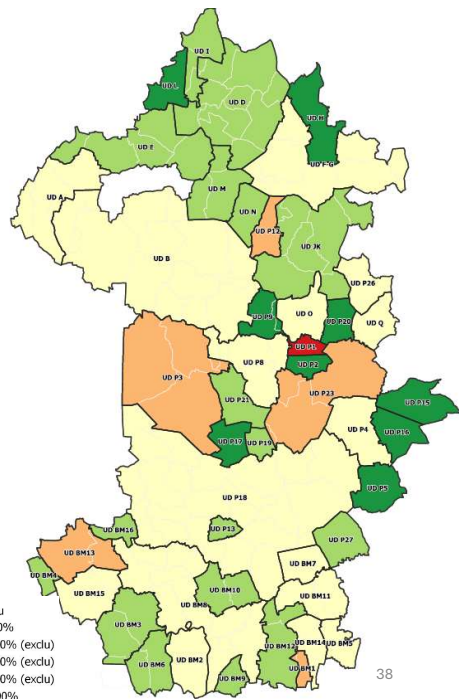 UD I
UD L
UD H
UD D
UD E
UD F-G
UD A
UD M
UD N
UD P12
UD JK
UD B
UD P26
UD P9
UD O
UD P20
UD Q
UD P1
UD P8
UD P2
UD P3
UD P23
UD P21
UD P15
UD P17
UD P19
UD P4
UD P16
UD P5
UD P18
UD P13
UD BM16
UD P27
UD BM13
UD BM7
UD BM4
UD BM15
UD BM10
UD BM8
UD BM11
UD BM3
UD BM14
UD BM5
UD BM12
UD BM6
UD BM2
UD BM9
UD BM1
u
0%
0% (exclu)
0% (exclu)
0% (exclu)
00%
38